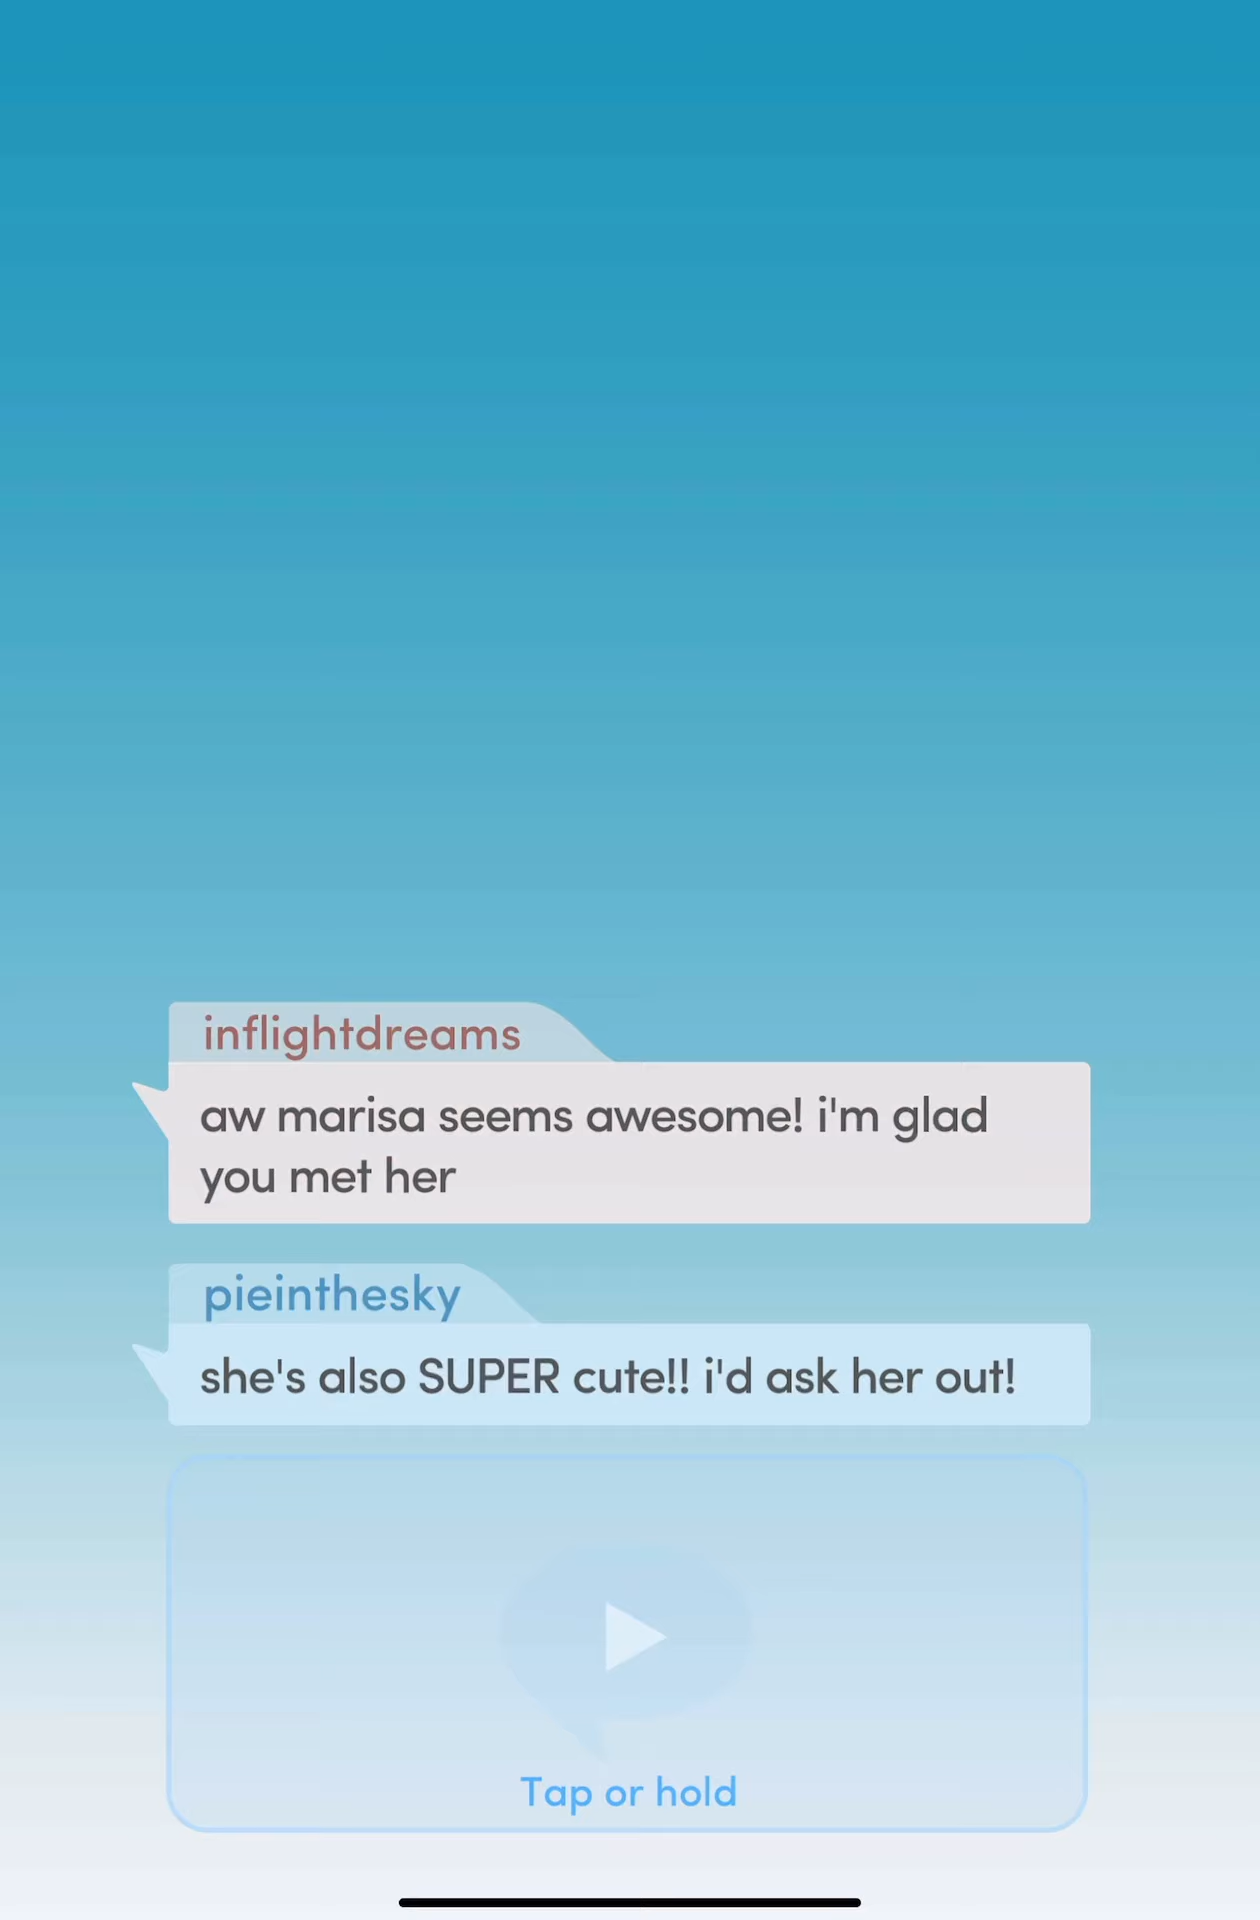 inflightdreams
aw marisa seems awesome! i'm glad
you met her
pieinthesky
she's also SUPER cute!! i'd ask her out!
Tap or hold